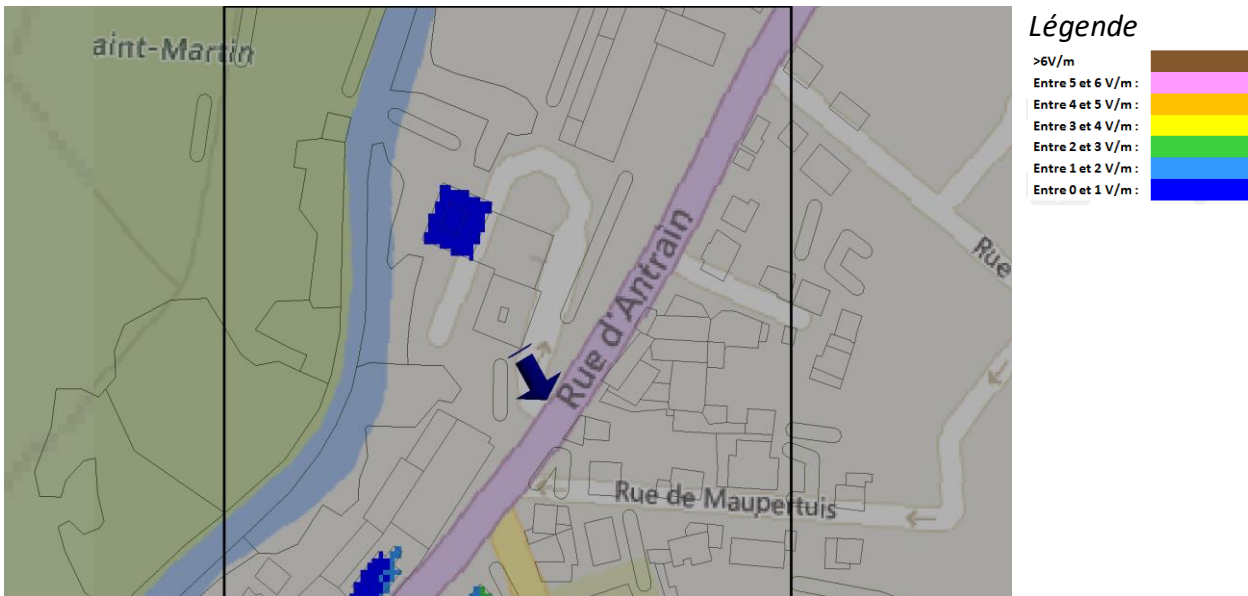 aint-Martin
Rue d'Antrain
Rue
Rue de Maupertuis
Légende
>6V/m
Entre 5 et 6 V/m :
Entre 4 et 5 V/m :
Entre 3 et 4 V/m :
Entre 2 et 3 V/m :
Entre 1 et 2 V/m :
Entre 0 et 1 V/m :